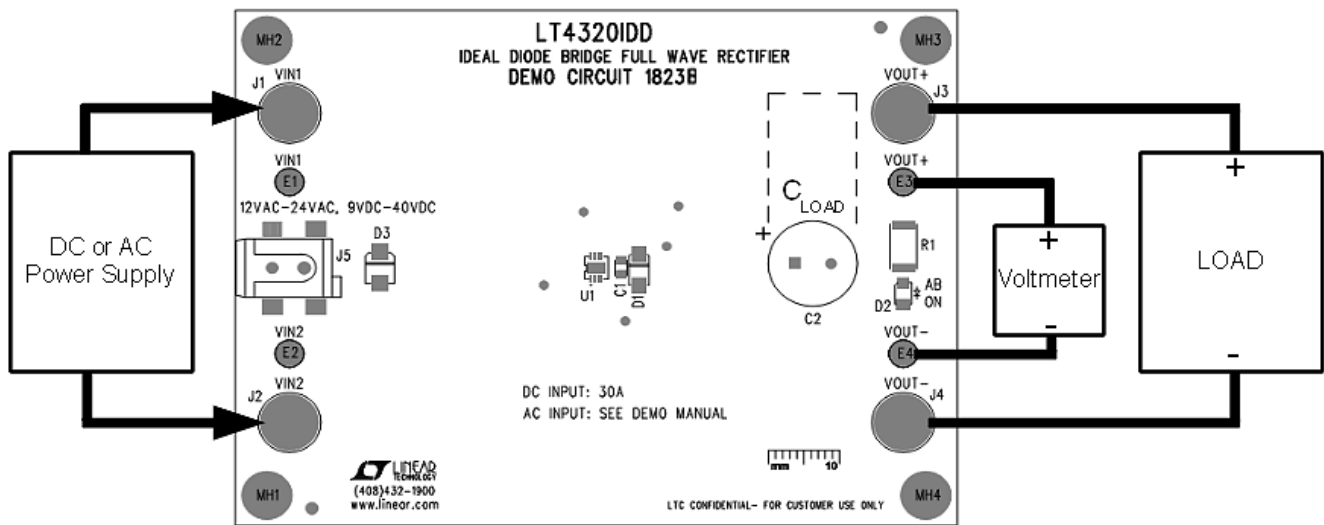 LT4320IDD
IDEAL DIODE BRIDGE FULL WAVE RECTIFIER
DEMO CIRCUIT 1823B
MH2
MH3
J1
VIN1
VOUT+
J3
VIN1
E1
VOUT+
E3
12VAC-24VAC, 9VDC-40VDC
D3
J5
DC or AC
Power Supply
U1
C1
D1
C
LOAD
+
C2
R1
D2
AB
ON
+
Voltmeter
-
+
LOAD
-
VIN2
E2
VOUT-
E4
J2
VIN2
VOUT-
J4
DC INPUT: 30A
AC INPUT: SEE DEMO MANUAL
mm 10
MH1
LINEAR
TECHNOLOGY
(408)432-1900
www.linear.com
LTC CONFIDENTIAL- FOR CUSTOMER USE ONLY
MH4